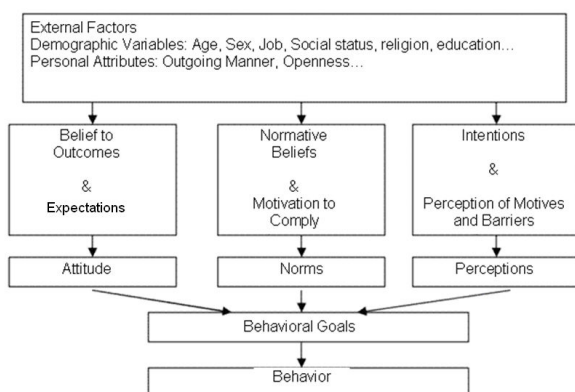 External Factors
Demographic Variables: Age, Sex, Job, Social status, religion, education...
Personal Attributes: Outgoing Manner, Openness...
Belief to
Outcomes
&
Expectations
Normative
Beliefs
&
Motivation to
Comply
Intentions
&
Perception of Motives
and Barriers
Attitude
Norms
Perceptions
Behavioral Goals
Behavior